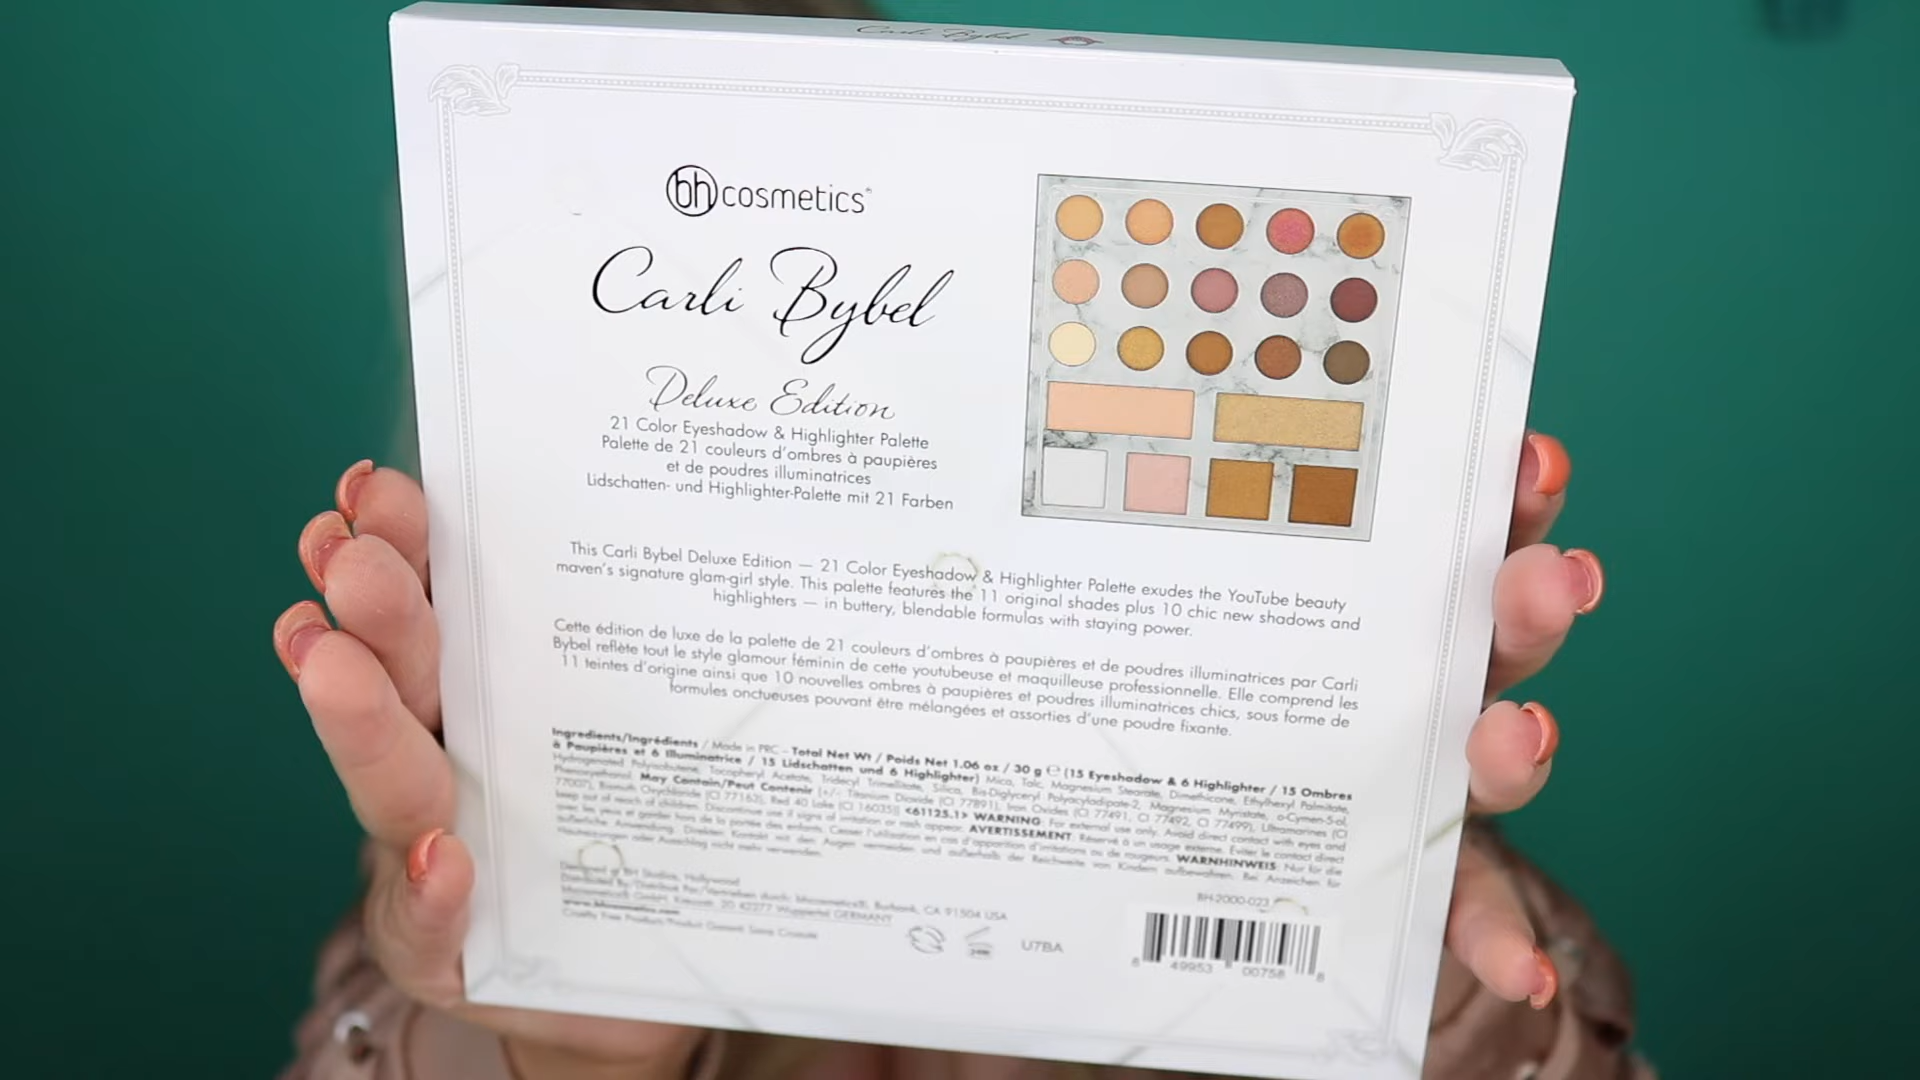 Carli Bybel
bh cosmetics
Carli Bybel
Deluxe Edition
21 Color Eyeshadow & Highlighter Palette
Palette de 21 couleurs d'ombres à paupières
et de poudres illuminatrices
Lidschatten- und Highlighter-Palette mit 21 Farben
This Carli Bybel Deluxe Edition — 21 Color Eyeshadow & Highlighter Palette exudes the YouTube beauty
maven's signature glam-girl style. This palette features the 11 original shades plus 10 chic new shadows and
highlighters — in buttery, blendable formulas with staying power.
Cette édition de luxe de la palette de 21 couleurs d'ombres à paupières et de poudres illuminatrices par Carli
Bybel reflète tout le style glamour féminin de cette youtubeuse et maquilleuse professionnelle. Elle comprend les
11 teintes d'origine ainsi que 10 nouvelles ombres à paupières et poudres illuminatrices chics, sous forme de
formules onctueuses pouvant être mélangées et assorties d'une poudre fixante.
Ingredients/Ingrédients / Made in PRC - Total Net Wt / Poids Net 1.06 oz / 30 g ℮ (15 Eyeshadow & 6 Highlighter / 15 Ombres
à Paupières et 6 Illuminatrice / 15 Lidschatten und 6 Highlighter) Mica, Talc, Magnesium Stearate, Dimethicone, Ethylhexyl Palmitate,
Hydrogenated Polyisobutene, Tocopheryl Acetate, Tridecyl Trimellitate, Silica, Bis-Diglyceryl Polyacyladipate-2, Magnesium Myristate, o-Cymen-5-ol,
Phenoxyethanol. May Contain/Peut Contenir [+/- Titanium Dioxide (CI 77891), Iron Oxides (CI 77491, CI 77492, CI 77499), Ultramarines (CI
77007), Bismuth Oxychloride (CI 77163), Red 40 Lake (CI 16035)] <61125.1> WARNING: For external use only. Avoid direct contact with eyes and
keep out of reach of children. Discontinue use if signs of irritation or rash appear. AVERTISSEMENT: Réservé à un usage externe. Éviter le contact direct
avec les yeux et garder hors de la portée des enfants. Cesser l'utilisation en cas d'apparition d'irritations ou de rougeurs. WARNHINWEIS: Nur für die
äußerliche Anwendung. Direkten Kontakt mit den Augen vermeiden und außerhalb der Reichweite von Kindern aufbewahren. Bei Anzeichen für
Hautreizungen oder Ausschlag nicht mehr verwenden.
Designed @ BH Studios, Hollywood
Distributed By/Distribué Par/Vertrieben durch: bhcosmetics®, Burbank, CA 91504 USA
bhcosmetics® GmbH, 20 42277 Wuppertal GERMANY
www.bhcosmetics.com
Cruelty Free Product/Produit Garanti Sans Cruauté
24M
U7BA
BH-2000-023
8 49953 00758 8